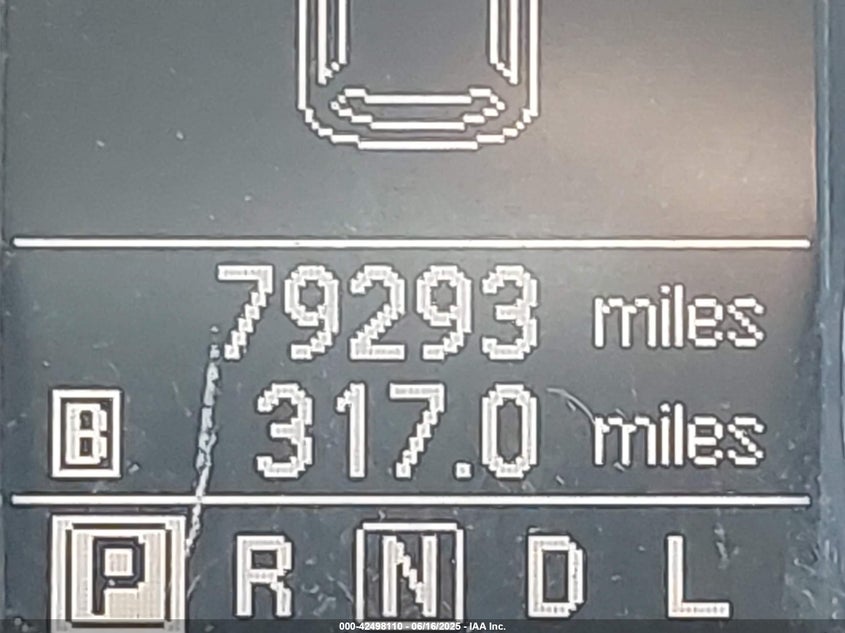 79293 miles
B 317.0 miles
P R N D L
000-42498110 - 06/16/2025 - IAA Inc.